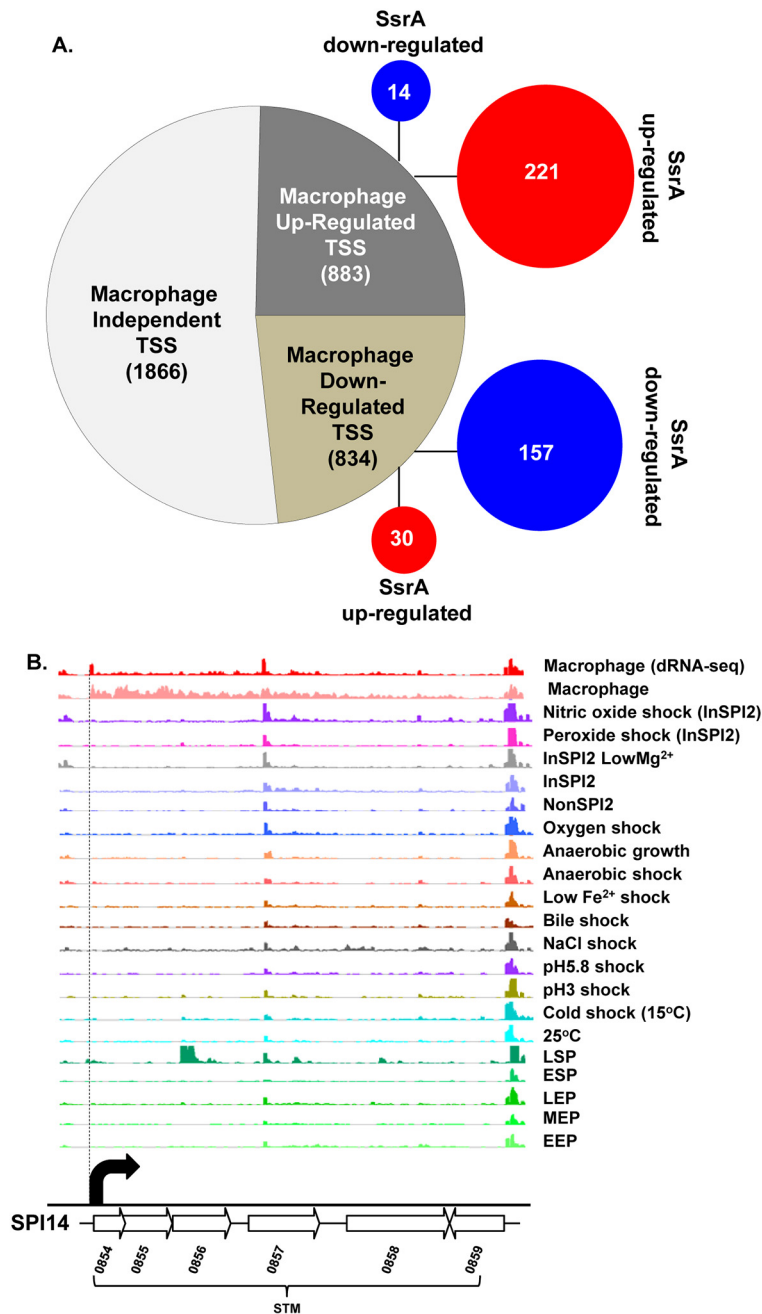 A.
SsrA
down-regulated
14
221
SsrA
up-regulated
Macrophage
Up-Regulated
TSS
(883)
Macrophage
Independent
TSS
(1866)
Macrophage
Down-
Regulated
TSS
(834)
157
SsrA
down-regulated
30
SsrA
up-regulated
B.
Macrophage (dRNA-seq)
Macrophage
Nitric oxide shock (InSPI2)
Peroxide shock (InSPI2)
InSPI2 LowMg2+
InSPI2
NonSPI2
Oxygen shock
Anaerobic growth
Anaerobic shock
Low Fe2+ shock
Bile shock
NaCl shock
pH5.8 shock
pH3 shock
Cold shock (15oC)
25oC
LSP
ESP
LEP
MEP
EEP
SPI14
0854 0855 0856 0857 0858 0859
STM